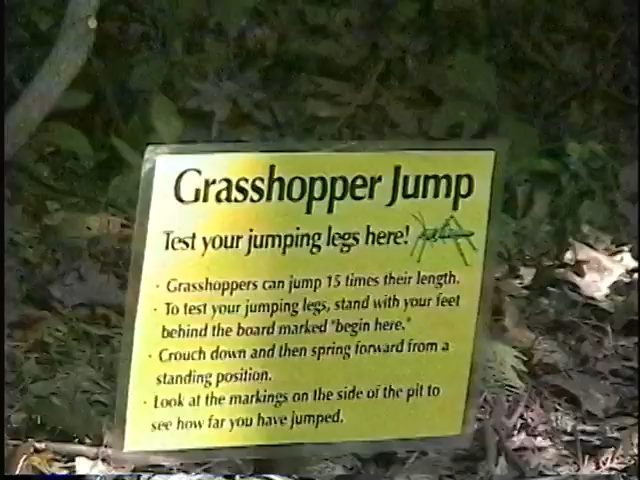 Grasshopper Jump
Test your jumping legs here!
· Grasshoppers can jump 15 times their length.
· To test your jumping legs, stand with your feet
behind the board marked "begin here."
· Crouch down and then spring forward from a
standing position.
· Look at the markings on the side of the pit to
see how far you have jumped.